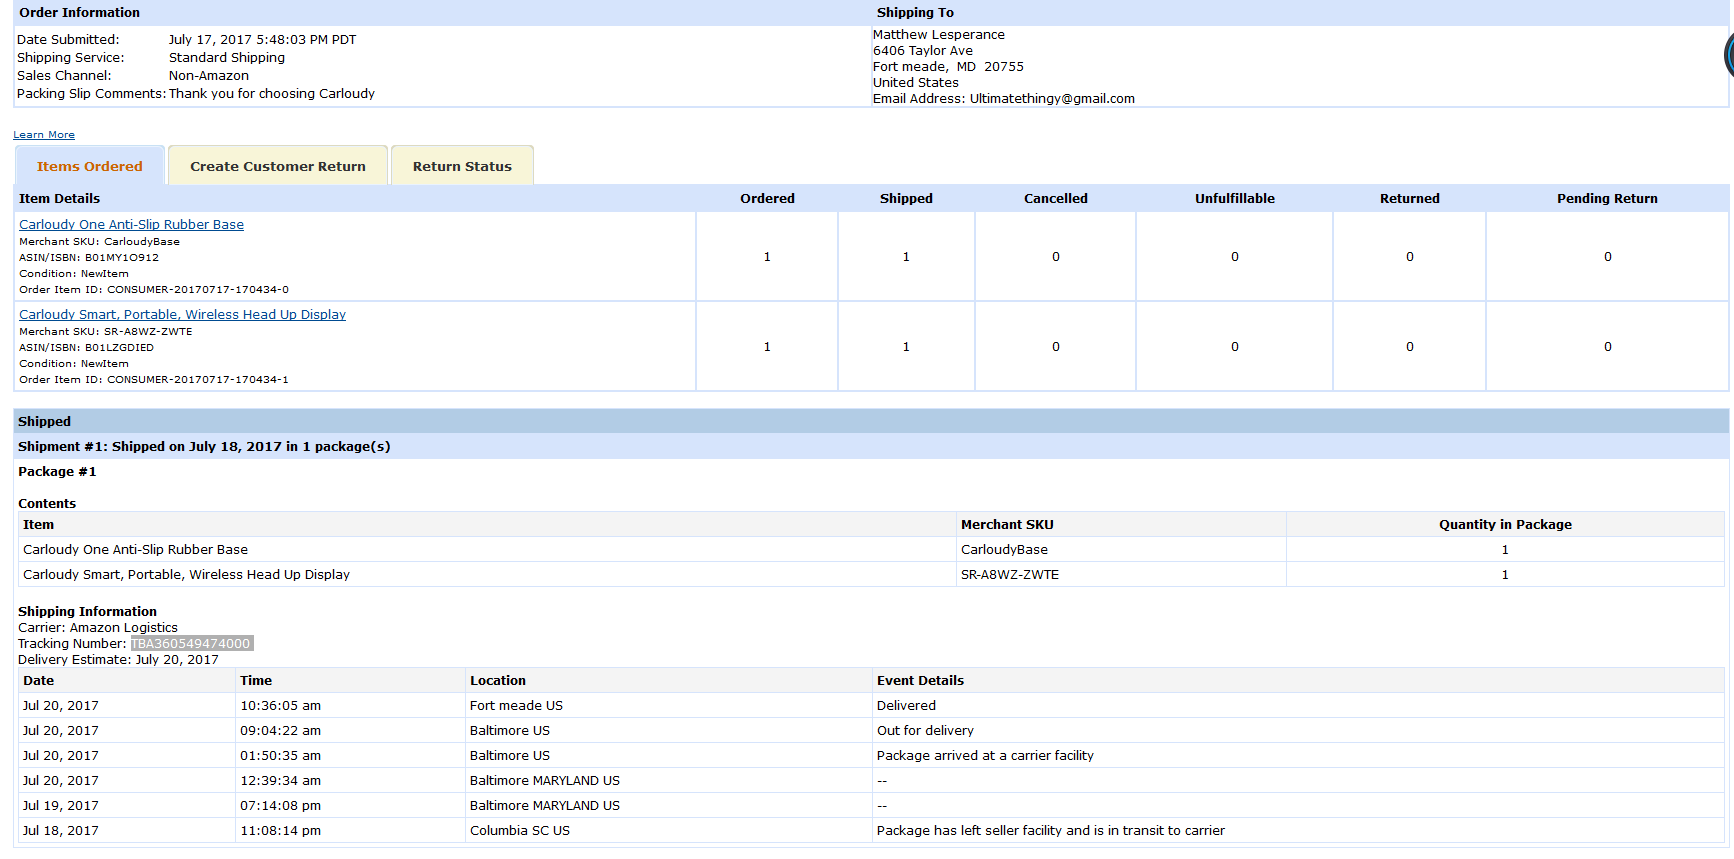 Order Information
Shipping To
Date Submitted: July 17, 2017 5:48:03 PM PDT
Shipping Service: Standard Shipping
Sales Channel: Non-Amazon
Packing Slip Comments: Thank you for choosing Carloudy
Matthew Lesperance
6406 Taylor Ave
Fort meade, MD 20755
United States
Email Address: Ultimatethingy@gmail.com
Learn More
Items Ordered Create Customer Return Return Status
Item Details Ordered Shipped Cancelled Unfulfillable Returned Pending Return
Carloudy One Anti-Slip Rubber Base
Merchant SKU: CarloudyBase
ASIN/ISBN: B01MY1O912
Condition: NewItem
Order Item ID: CONSUMER-20170717-170434-0
1 1 0 0 0 0
Carloudy Smart, Portable, Wireless Head Up Display
Merchant SKU: SR-A8WZ-ZWTE
ASIN/ISBN: B01LZGDIED
Condition: NewItem
Order Item ID: CONSUMER-20170717-170434-1
1 1 0 0 0 0
Shipped
Shipment #1: Shipped on July 18, 2017 in 1 package(s)
Package #1
Contents
Item Merchant SKU Quantity in Package
Carloudy One Anti-Slip Rubber Base CarloudyBase 1
Carloudy Smart, Portable, Wireless Head Up Display SR-A8WZ-ZWTE 1
Shipping Information
Carrier: Amazon Logistics
Tracking Number: TBA360549474000
Delivery Estimate: July 20, 2017
Date Time Location Event Details
Jul 20, 2017 10:36:05 am Fort meade US Delivered
Jul 20, 2017 09:04:22 am Baltimore US Out for delivery
Jul 20, 2017 01:50:35 am Baltimore US Package arrived at a carrier facility
Jul 20, 2017 12:39:34 am Baltimore MARYLAND US --
Jul 19, 2017 07:14:08 pm Baltimore MARYLAND US --
Jul 18, 2017 11:08:14 pm Columbia SC US Package has left seller facility and is in transit to carrier